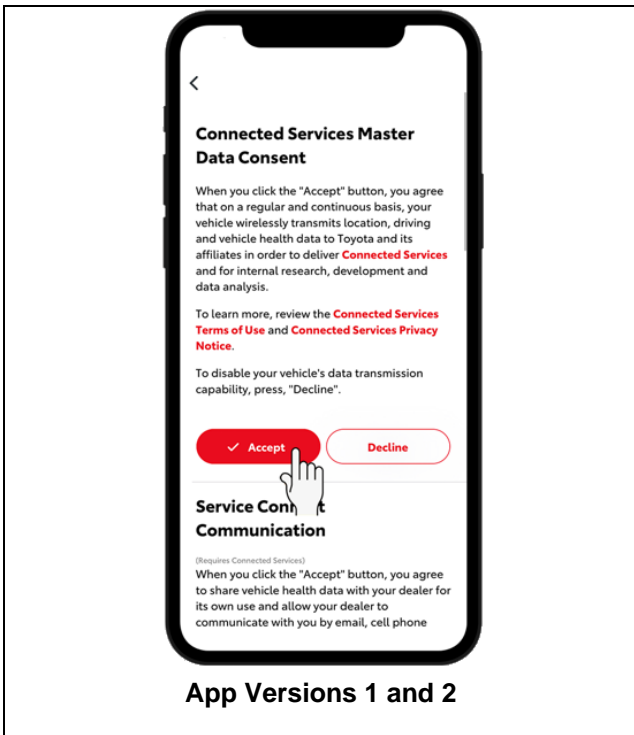 Connected Services Master
Data Consent
When you click the "Accept" button, you agree
that on a regular and continuous basis, your
vehicle wirelessly transmits location, driving
and vehicle health data to Toyota and its
affiliates in order to deliver Connected Services
and for internal research, development and
data analysis.
To learn more, review the Connected Services
Terms of Use and Connected Services Privacy
Notice.
To disable your vehicle's data transmission
capability, press, "Decline".
Accept
Decline
Service
Communication
(Requires Connected Services)
When you click the "Accept" button, you agree
to share vehicle health data with your dealer for
its own use and allow your dealer to
communicate with you by email, cell phone
App Versions 1 and 2